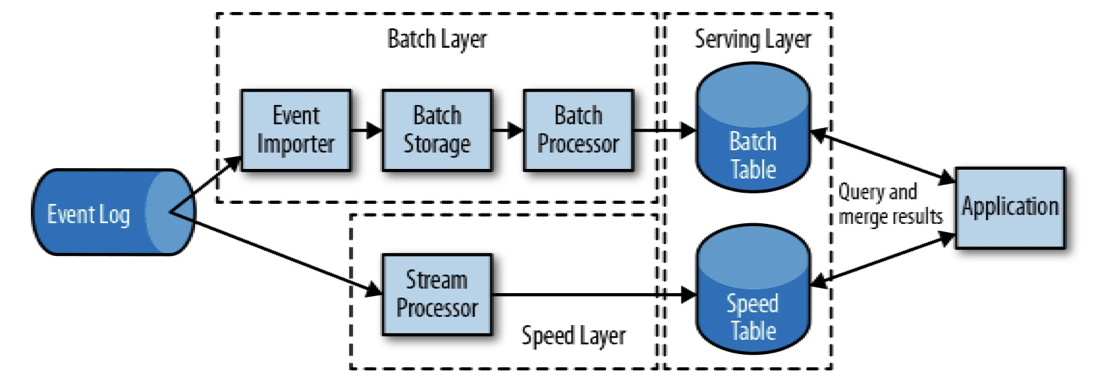 Batch Layer
Serving Layer
Event
Importer
Batch
Storage
Batch
Processor
Batch
Table
Event Log
Query and
merge results
Application
Stream
Processor
Speed Layer
Speed
Table